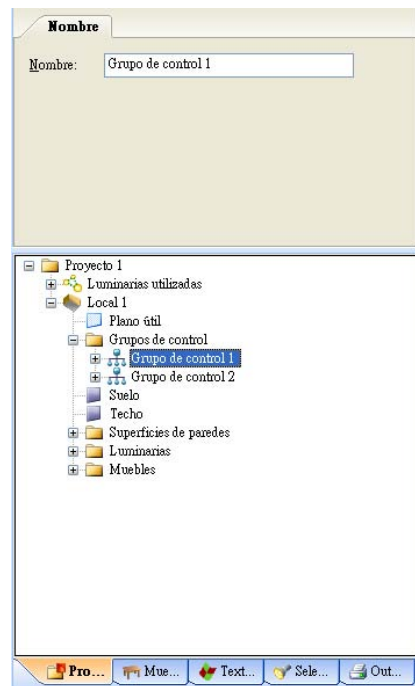 Nombre
Nombre: Grupo de control 1
Proyecto 1
Luminarias utilizadas
Local 1
Plano útil
Grupos de control
Grupo de control 1
Grupo de control 2
Suelo
Techo
Superficies de paredes
Luminarias
Muebles
Pro... Mue... Text... Sele... Out...